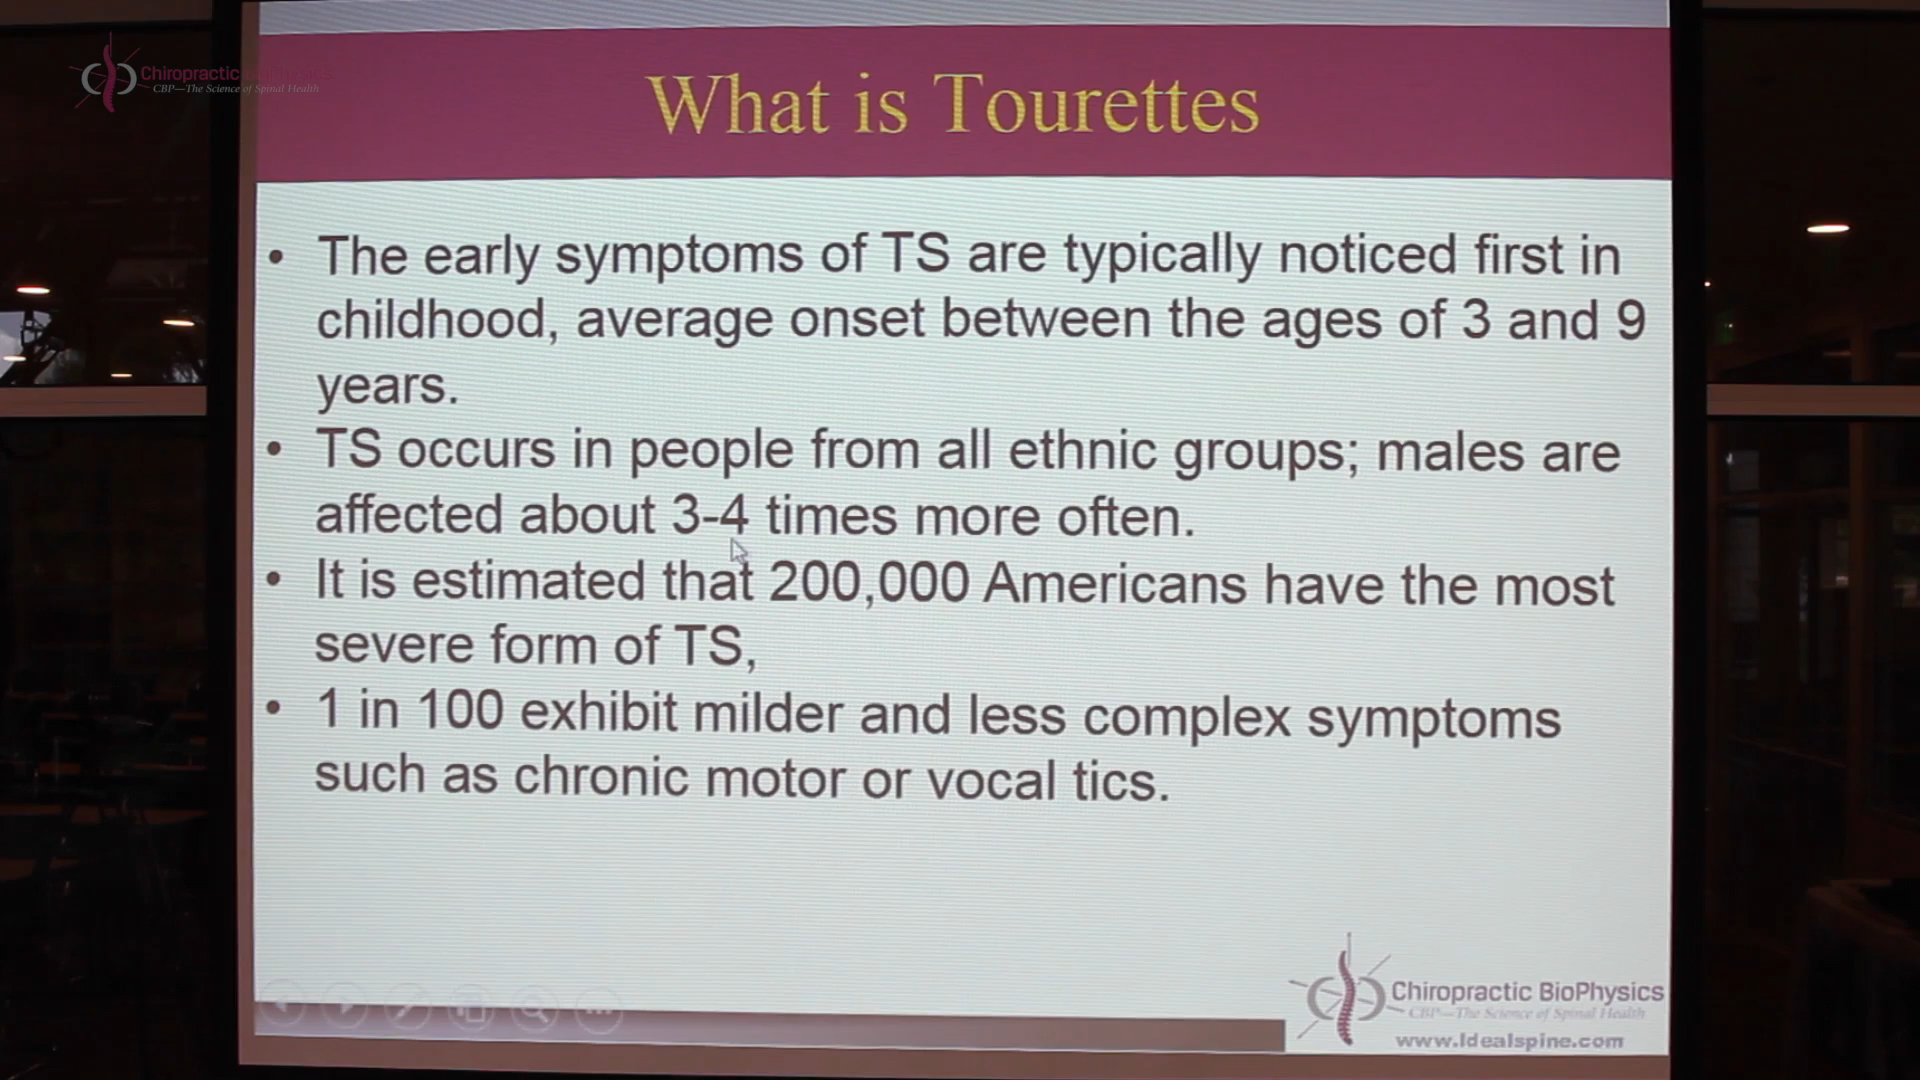 Chiropractic
CBP—The Science of Spinal Health
What is Tourettes
• The early symptoms of TS are typically noticed first in
childhood, average onset between the ages of 3 and 9
years.
• TS occurs in people from all ethnic groups; males are
affected about 3-4 times more often.
• It is estimated that 200,000 Americans have the most
severe form of TS,
• 1 in 100 exhibit milder and less complex symptoms
such as chronic motor or vocal tics.
Chiropractic BioPhysics
CBP—The Science of Spinal Health
www.Idealspine.com